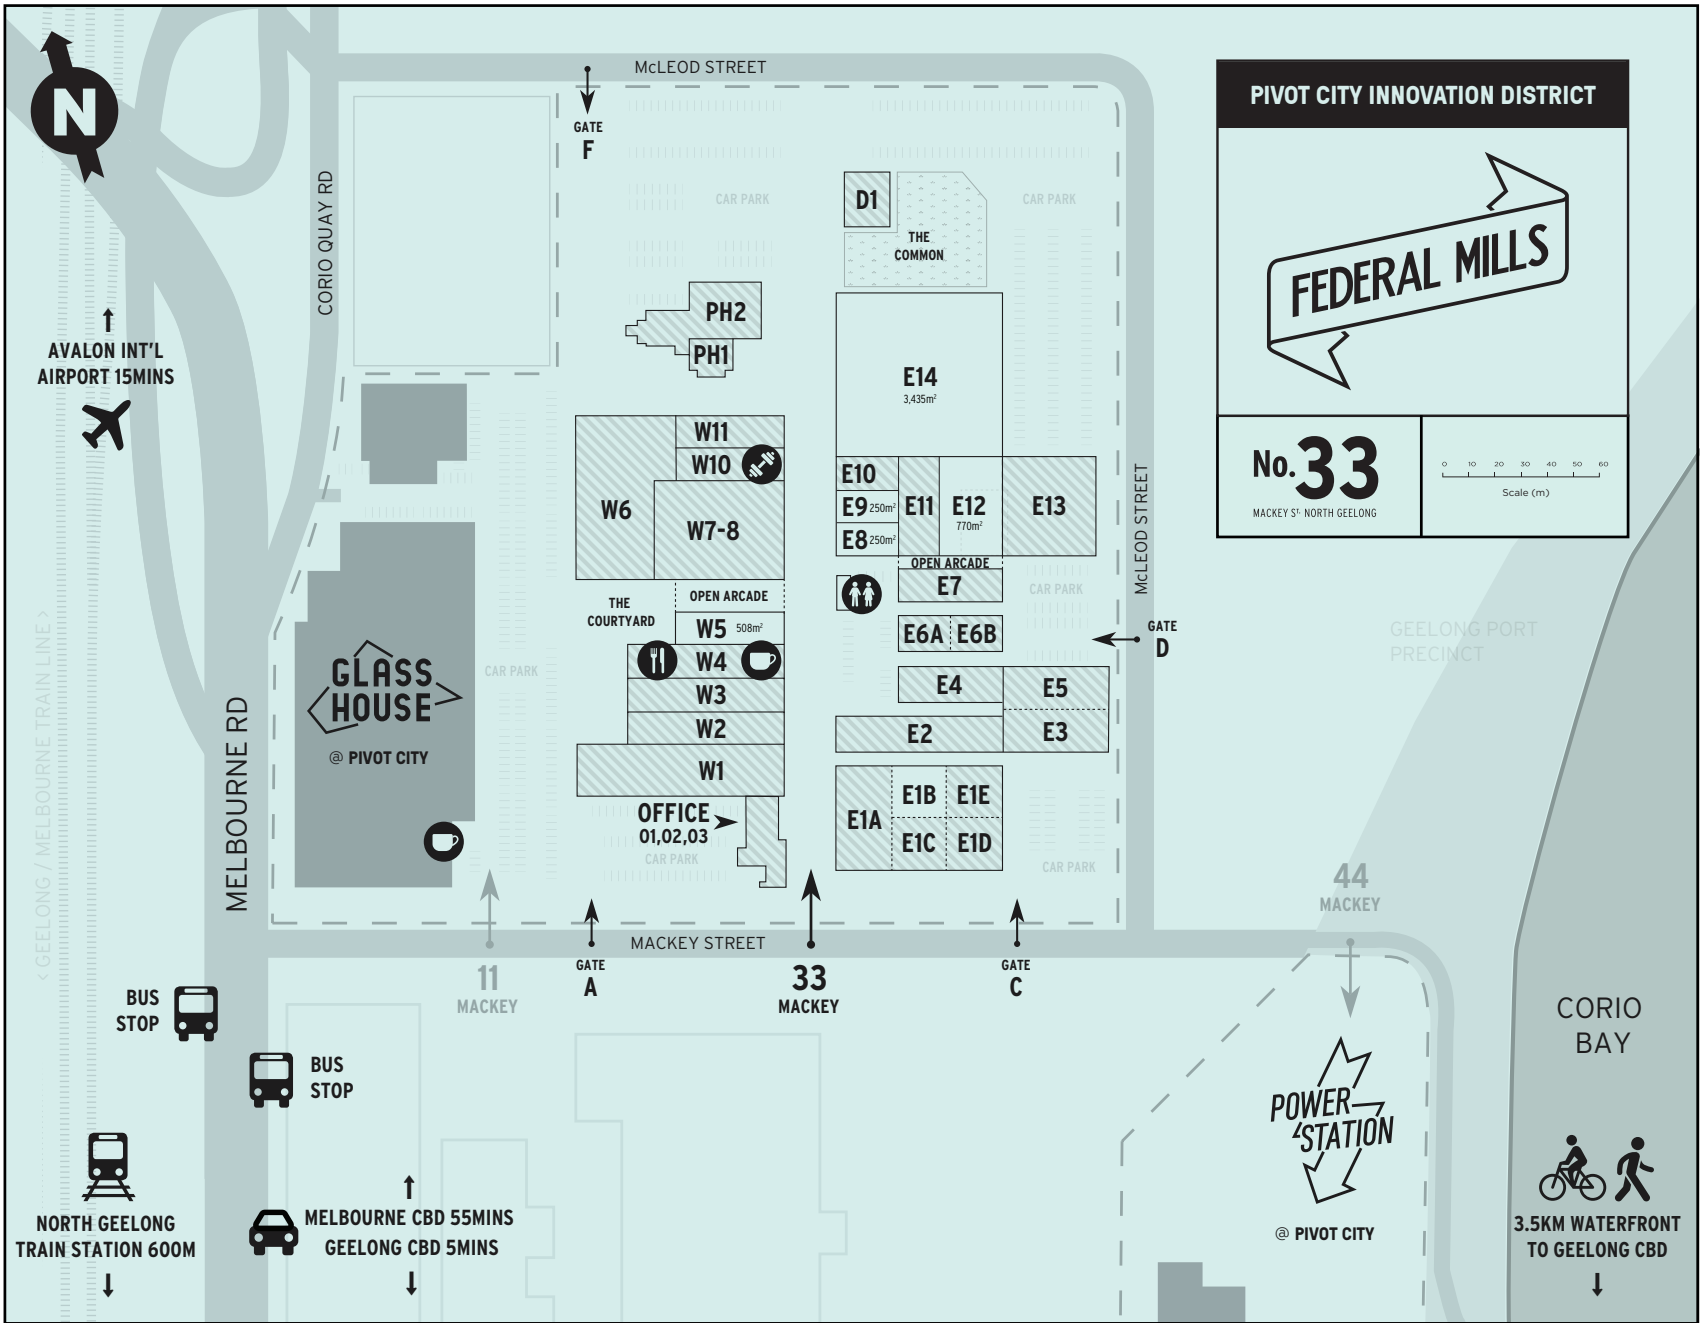 McLEOD STREET
N
GATE
F
CORIO QUAY RD
CAR PARK
D1
THE
COMMON
CAR PARK
PIVOT CITY INNOVATION DISTRICT
FEDERAL MILLS
No.33
MACKEY ST. NORTH GEELONG
0 10 20 30 40 50 60
Scale (m)
AVALON INT'L
AIRPORT 15MINS
PH2
PH1
E14
3,435m²
W11
W10
W6
W7-8
E10
E9 250m²
E8 250m²
E11
E12
770m²
E13
McLEOD STREET
OPEN ARCADE
E7
CAR PARK
THE
COURTYARD
OPEN ARCADE
W5 508m²
E6A
E6B
GATE
D
GEELONG PORT
PRECINCT
W4
W3
W2
W1
CAR PARK
E4
E5
E2
E3
GLASS
HOUSE
@ PIVOT CITY
< GEELONG / MELBOURNE TRAIN LINE >
MELBOURNE RD
OFFICE
01,02,03
CAR PARK
E1A
E1B
E1E
E1C
E1D
CAR PARK
44
MACKEY
MACKEY STREET
11
MACKEY
GATE
A
33
MACKEY
GATE
C
BUS
STOP
BUS
STOP
CORIO
BAY
POWER
STATION
@ PIVOT CITY
NORTH GEELONG
TRAIN STATION 600M
MELBOURNE CBD 55MINS
GEELONG CBD 5MINS
3.5KM WATERFRONT
TO GEELONG CBD